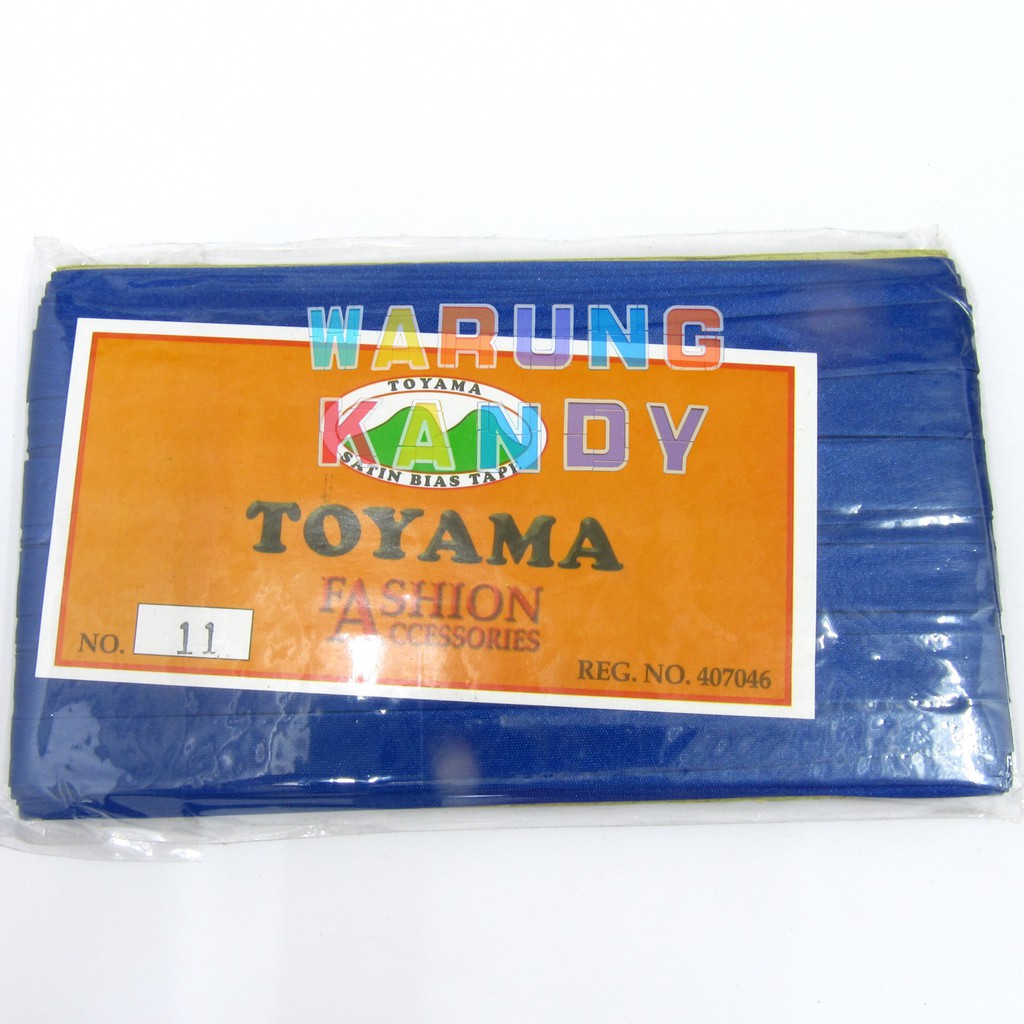 WARUNG
KANDY
TOYAMA
SATIN BIAS TAPE
TOYAMA
FASHION
ACCESSORIES
NO. 11
REG. NO. 407046